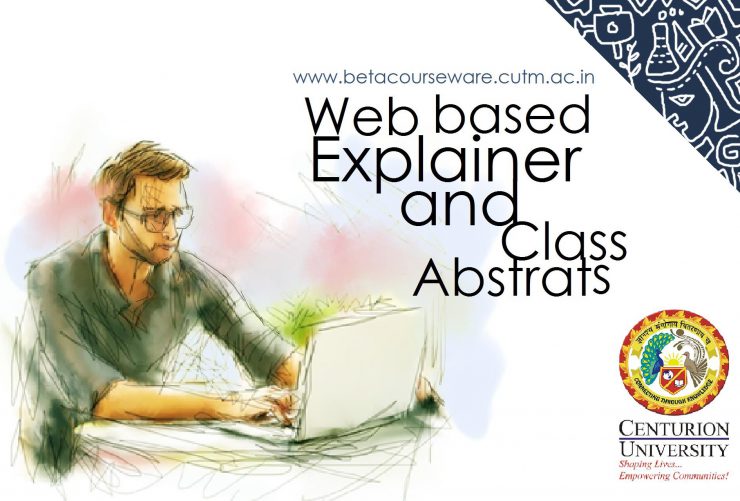 www.betacourseware.cutm.ac.in
Web based
Explainer
and
Class
Abstrats
CENTURION
UNIVERSITY
Shaping Lives...
Empowering Communities!